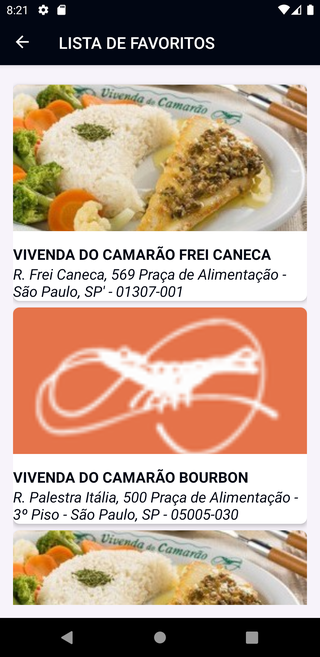 8:21
LISTA DE FAVORITOS
Vivenda do Camarão
VIVENDA DO CAMARÃO FREI CANECA
R. Frei Caneca, 569 Praça de Alimentação -
São Paulo, SP' - 01307-001
VIVENDA DO CAMARÃO BOURBON
R. Palestra Itália, 500 Praça de Alimentação -
3º Piso - São Paulo, SP - 05005-030
Vivenda do Camarão